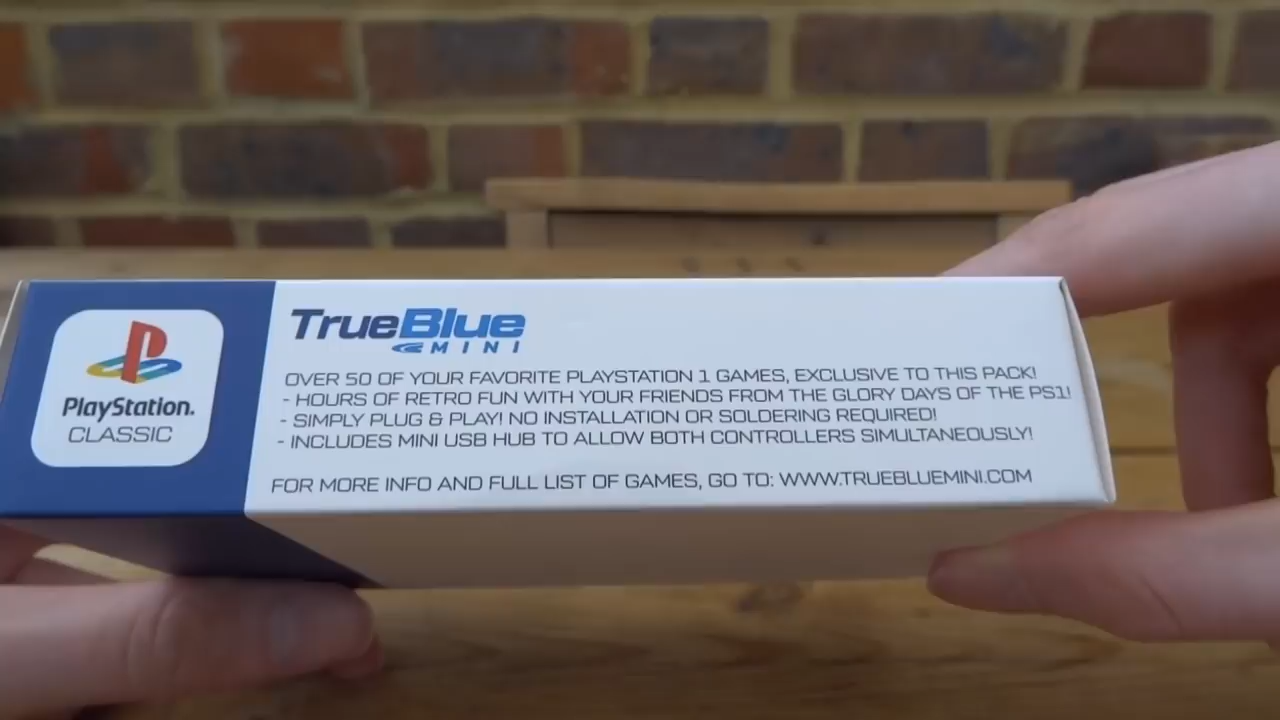 PlayStation.
CLASSIC
TrueBlue
MINI
OVER 50 OF YOUR FAVORITE PLAYSTATION 1 GAMES, EXCLUSIVE TO THIS PACK!
- HOURS OF RETRO FUN WITH YOUR FRIENDS FROM THE GLORY DAYS OF THE PS1!
- SIMPLY PLUG & PLAY! NO INSTALLATION OR SOLDERING REQUIRED!
- INCLUDES MINI USB HUB TO ALLOW BOTH CONTROLLERS SIMULTANEOUSLY!
FOR MORE INFO AND FULL LIST OF GAMES, GO TO: WWW.TRUEBLUEMINI.COM